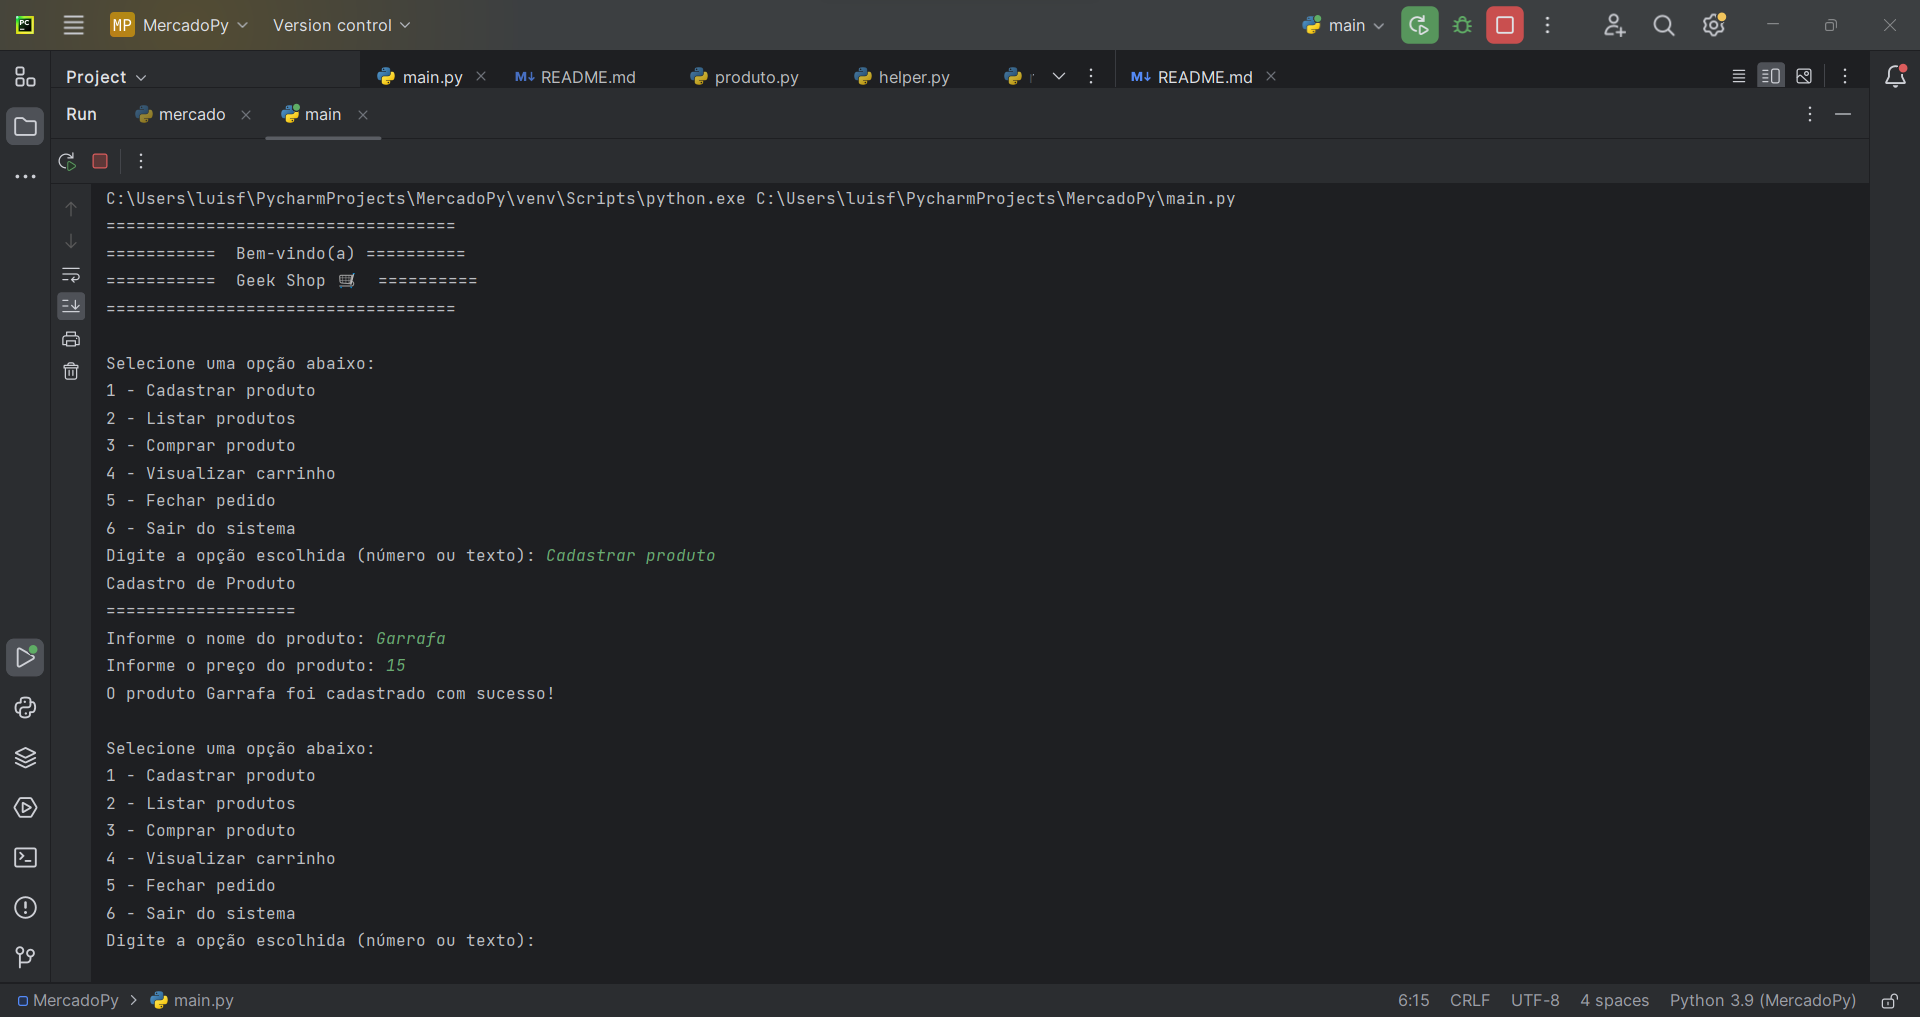 MP MercadoPy Version control main
Project main.py README.md produto.py helper.py README.md
Run mercado main
C:\Users\luisf\PycharmProjects\MercadoPy\venv\Scripts\python.exe C:\Users\luisf\PycharmProjects\MercadoPy\main.py
===================================
=========== Bem-vindo(a) ==========
=========== Geek Shop 🛒 ==========
===================================
Selecione uma opção abaixo:
1 - Cadastrar produto
2 - Listar produtos
3 - Comprar produto
4 - Visualizar carrinho
5 - Fechar pedido
6 - Sair do sistema
Digite a opção escolhida (número ou texto): Cadastrar produto
Cadastro de Produto
===================
Informe o nome do produto: Garrafa
Informe o preço do produto: 15
O produto Garrafa foi cadastrado com sucesso!
Selecione uma opção abaixo:
1 - Cadastrar produto
2 - Listar produtos
3 - Comprar produto
4 - Visualizar carrinho
5 - Fechar pedido
6 - Sair do sistema
Digite a opção escolhida (número ou texto):
MercadoPy > main.py 6:15 CRLF UTF-8 4 spaces Python 3.9 (MercadoPy)